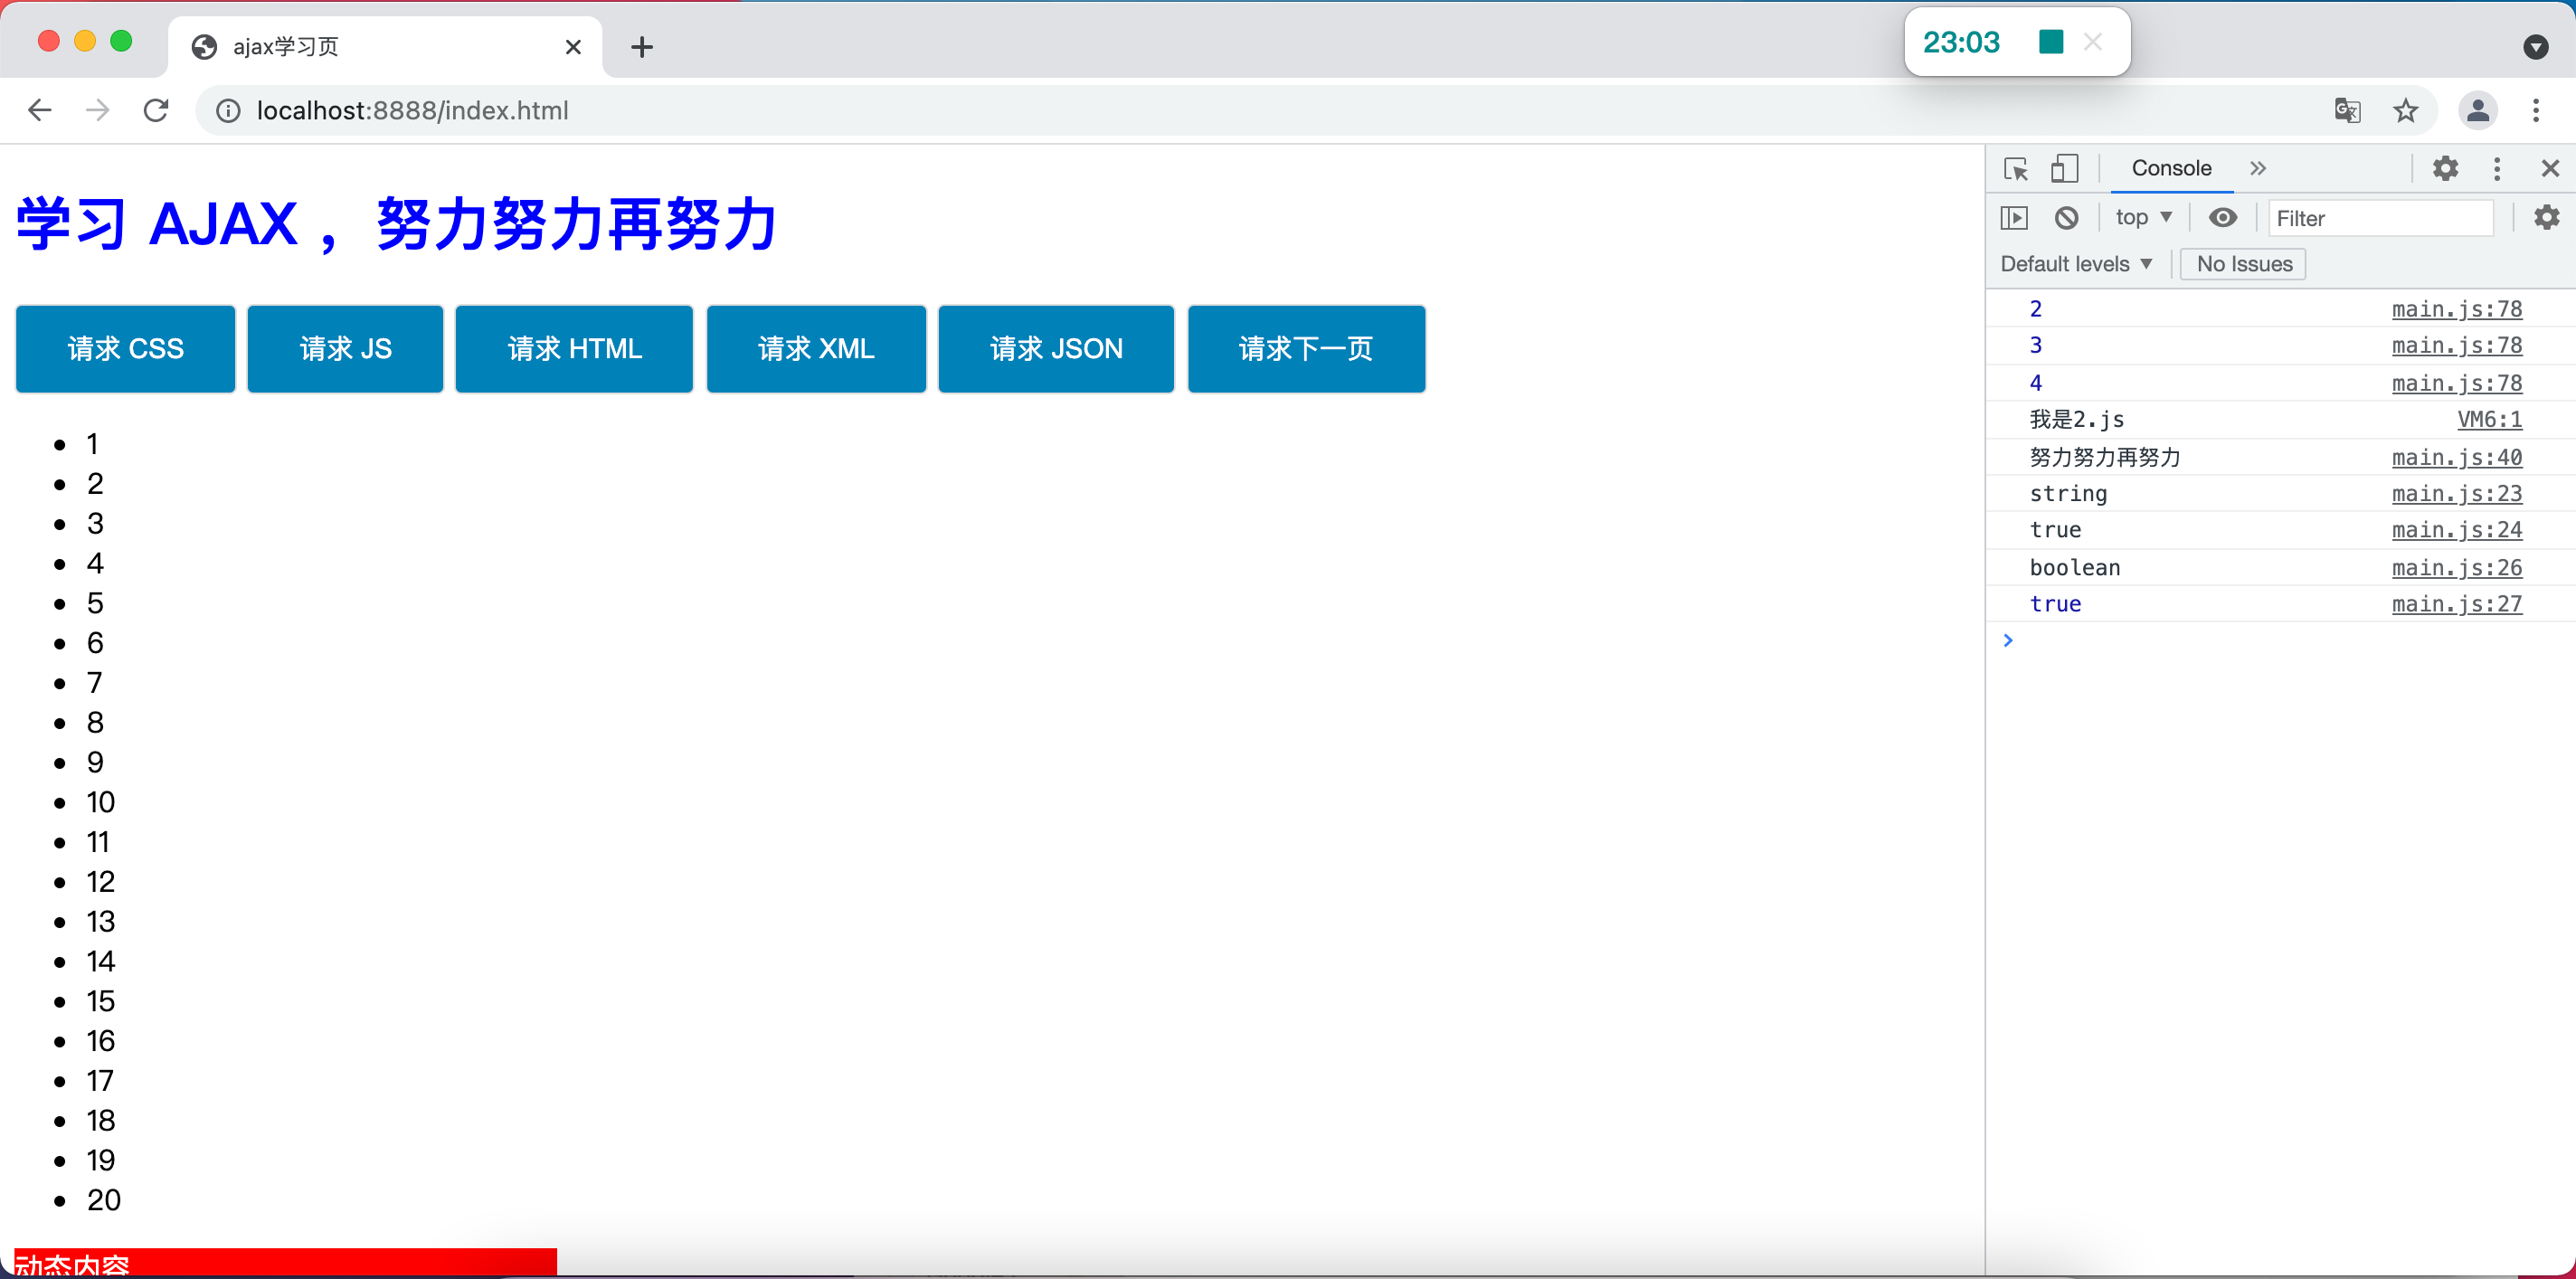 ajax学习页
23:03
localhost:8888/index.html
学习 AJAX ，努力努力再努力
请求 CSS 请求 JS 请求 HTML 请求 XML 请求 JSON 请求下一页
1
2
3
4
5
6
7
8
9
10
11
12
13
14
15
16
17
18
19
20
动态内容
Console
top Filter
Default levels No Issues
2 main.js:78
3 main.js:78
4 main.js:78
我是2.js VM6:1
努力努力再努力 main.js:40
string main.js:23
true main.js:24
boolean main.js:26
true main.js:27